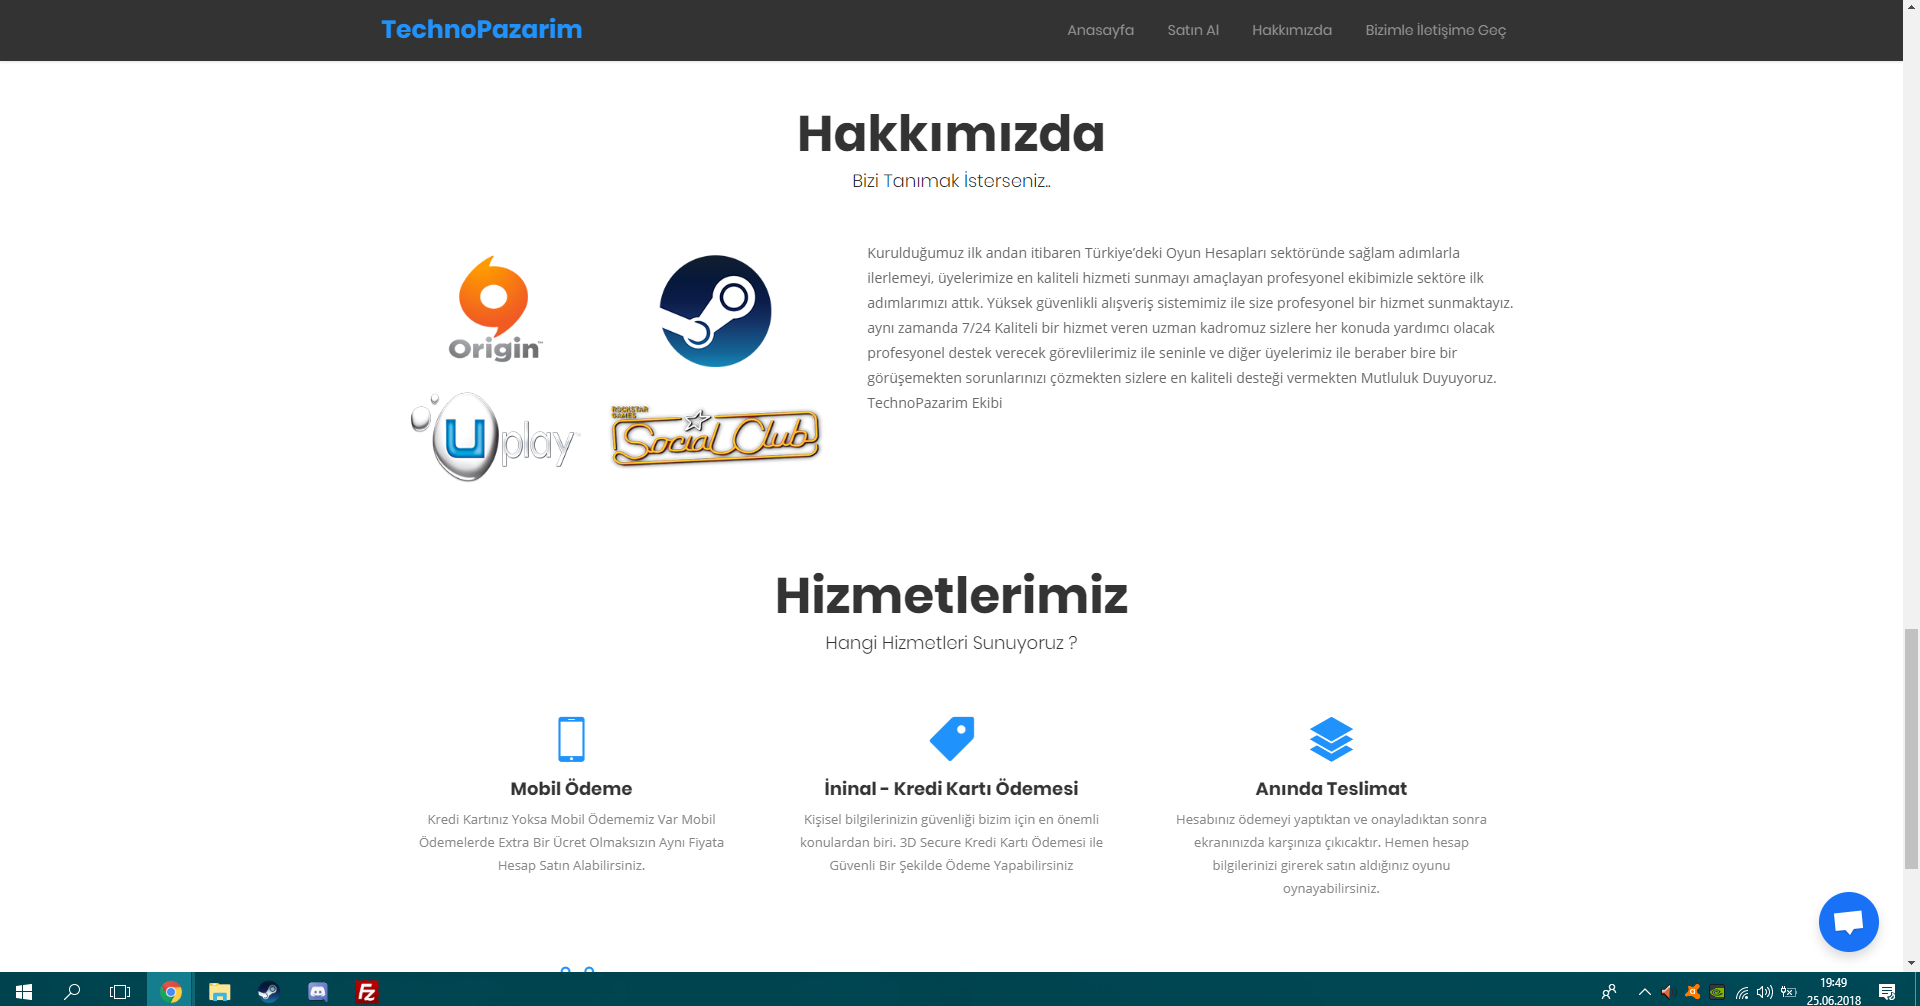 TechnoPazarim
Anasayfa Satın Al Hakkımızda Bizimle İletişime Geç
Hakkımızda
Bizi Tanımak İsterseniz..
Origin™
Uplay™
ROCKSTAR GAMES
Social Club
Kurulduğumuz ilk andan itibaren Türkiye’deki Oyun Hesapları sektöründe sağlam adımlarla
ilerlemeyi, üyelerimize en kaliteli hizmeti sunmayı amaçlayan profesyonel ekibimizle sektöre ilk
adımlarımızı attık. Yüksek güvenlikli alışveriş sistemimiz ile size profesyonel bir hizmet sunmaktayız.
aynı zamanda 7/24 Kaliteli bir hizmet veren uzman kadromuz sizlere her konuda yardımcı olacak
profesyonel destek verecek görevlilerimiz ile seninle ve diğer üyelerimiz ile beraber bire bir
görüşemekten sorunlarınızı çözmekten sizlere en kaliteli desteği vermekten Mutluluk Duyuyoruz.
TechnoPazarim Ekibi
Hizmetlerimiz
Hangi Hizmetleri Sunuyoruz ?
Mobil Ödeme
Kredi Kartınız Yoksa Mobil Ödememiz Var Mobil
Ödemelerde Extra Bir Ücret Olmaksızın Aynı Fiyata
Hesap Satın Alabilirsiniz.
İninal - Kredi Kartı Ödemesi
Kişisel bilgilerinizin güvenliği bizim için en önemli
konulardan biri. 3D Secure Kredi Kartı Ödemesi ile
Güvenli Bir Şekilde Ödeme Yapabilirsiniz
Anında Teslimat
Hesabınız ödemeyi yaptıktan ve onayladıktan sonra
ekranınızda karşınıza çıkıcaktır. Hemen hesap
bilgilerinizi girerek satın aldığınız oyunu
oynayabilirsiniz.
19:49
25.06.2018